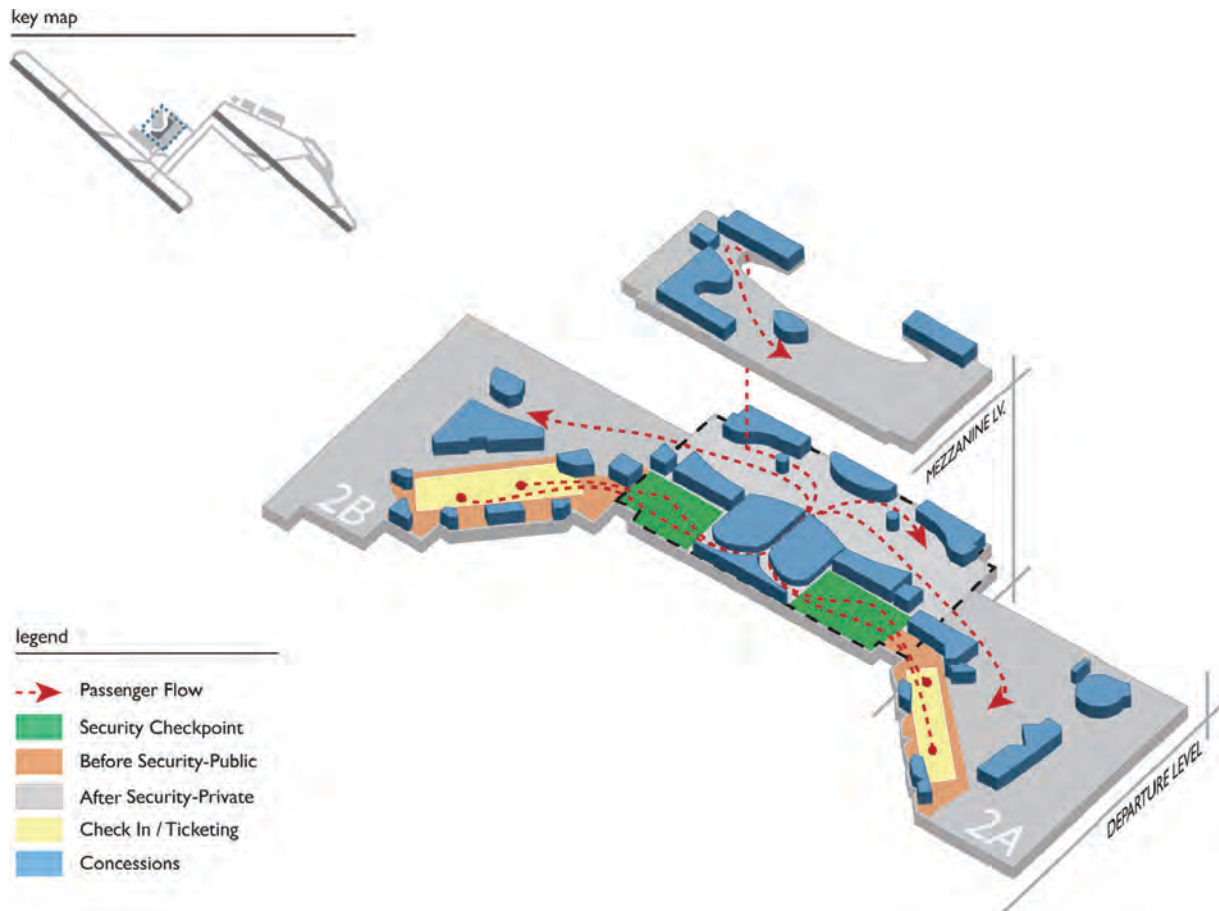 key map
MEZZANINE LV.
2B
2A
DEPARTURE LEVEL
legend
Passenger Flow
Security Checkpoint
Before Security-Public
After Security-Private
Check In / Ticketing
Concessions